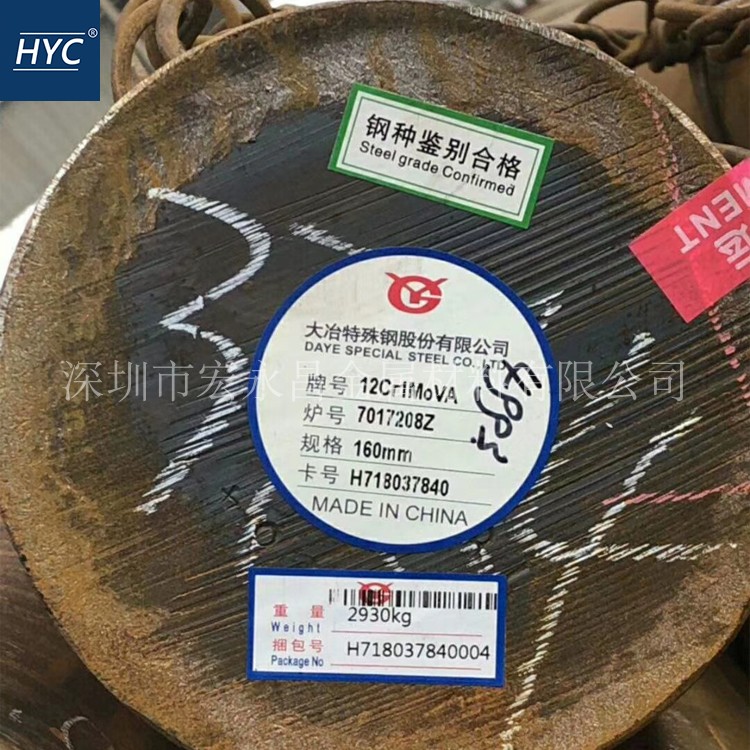 HYC®
钢种鉴别合格
Steel grade Confirmed
MENT
大冶特殊钢股份有限公司
DAYE SPECIAL STEEL CO.,LTD.
深圳市宏永昌金属材料有限公司
牌号 12Cr1MoVA
炉号 7017208Z
规格 160mm
卡号 H718037840
MADE IN CHINA
重量 2930kg
Weight
捆包号 H718037840004
Package No